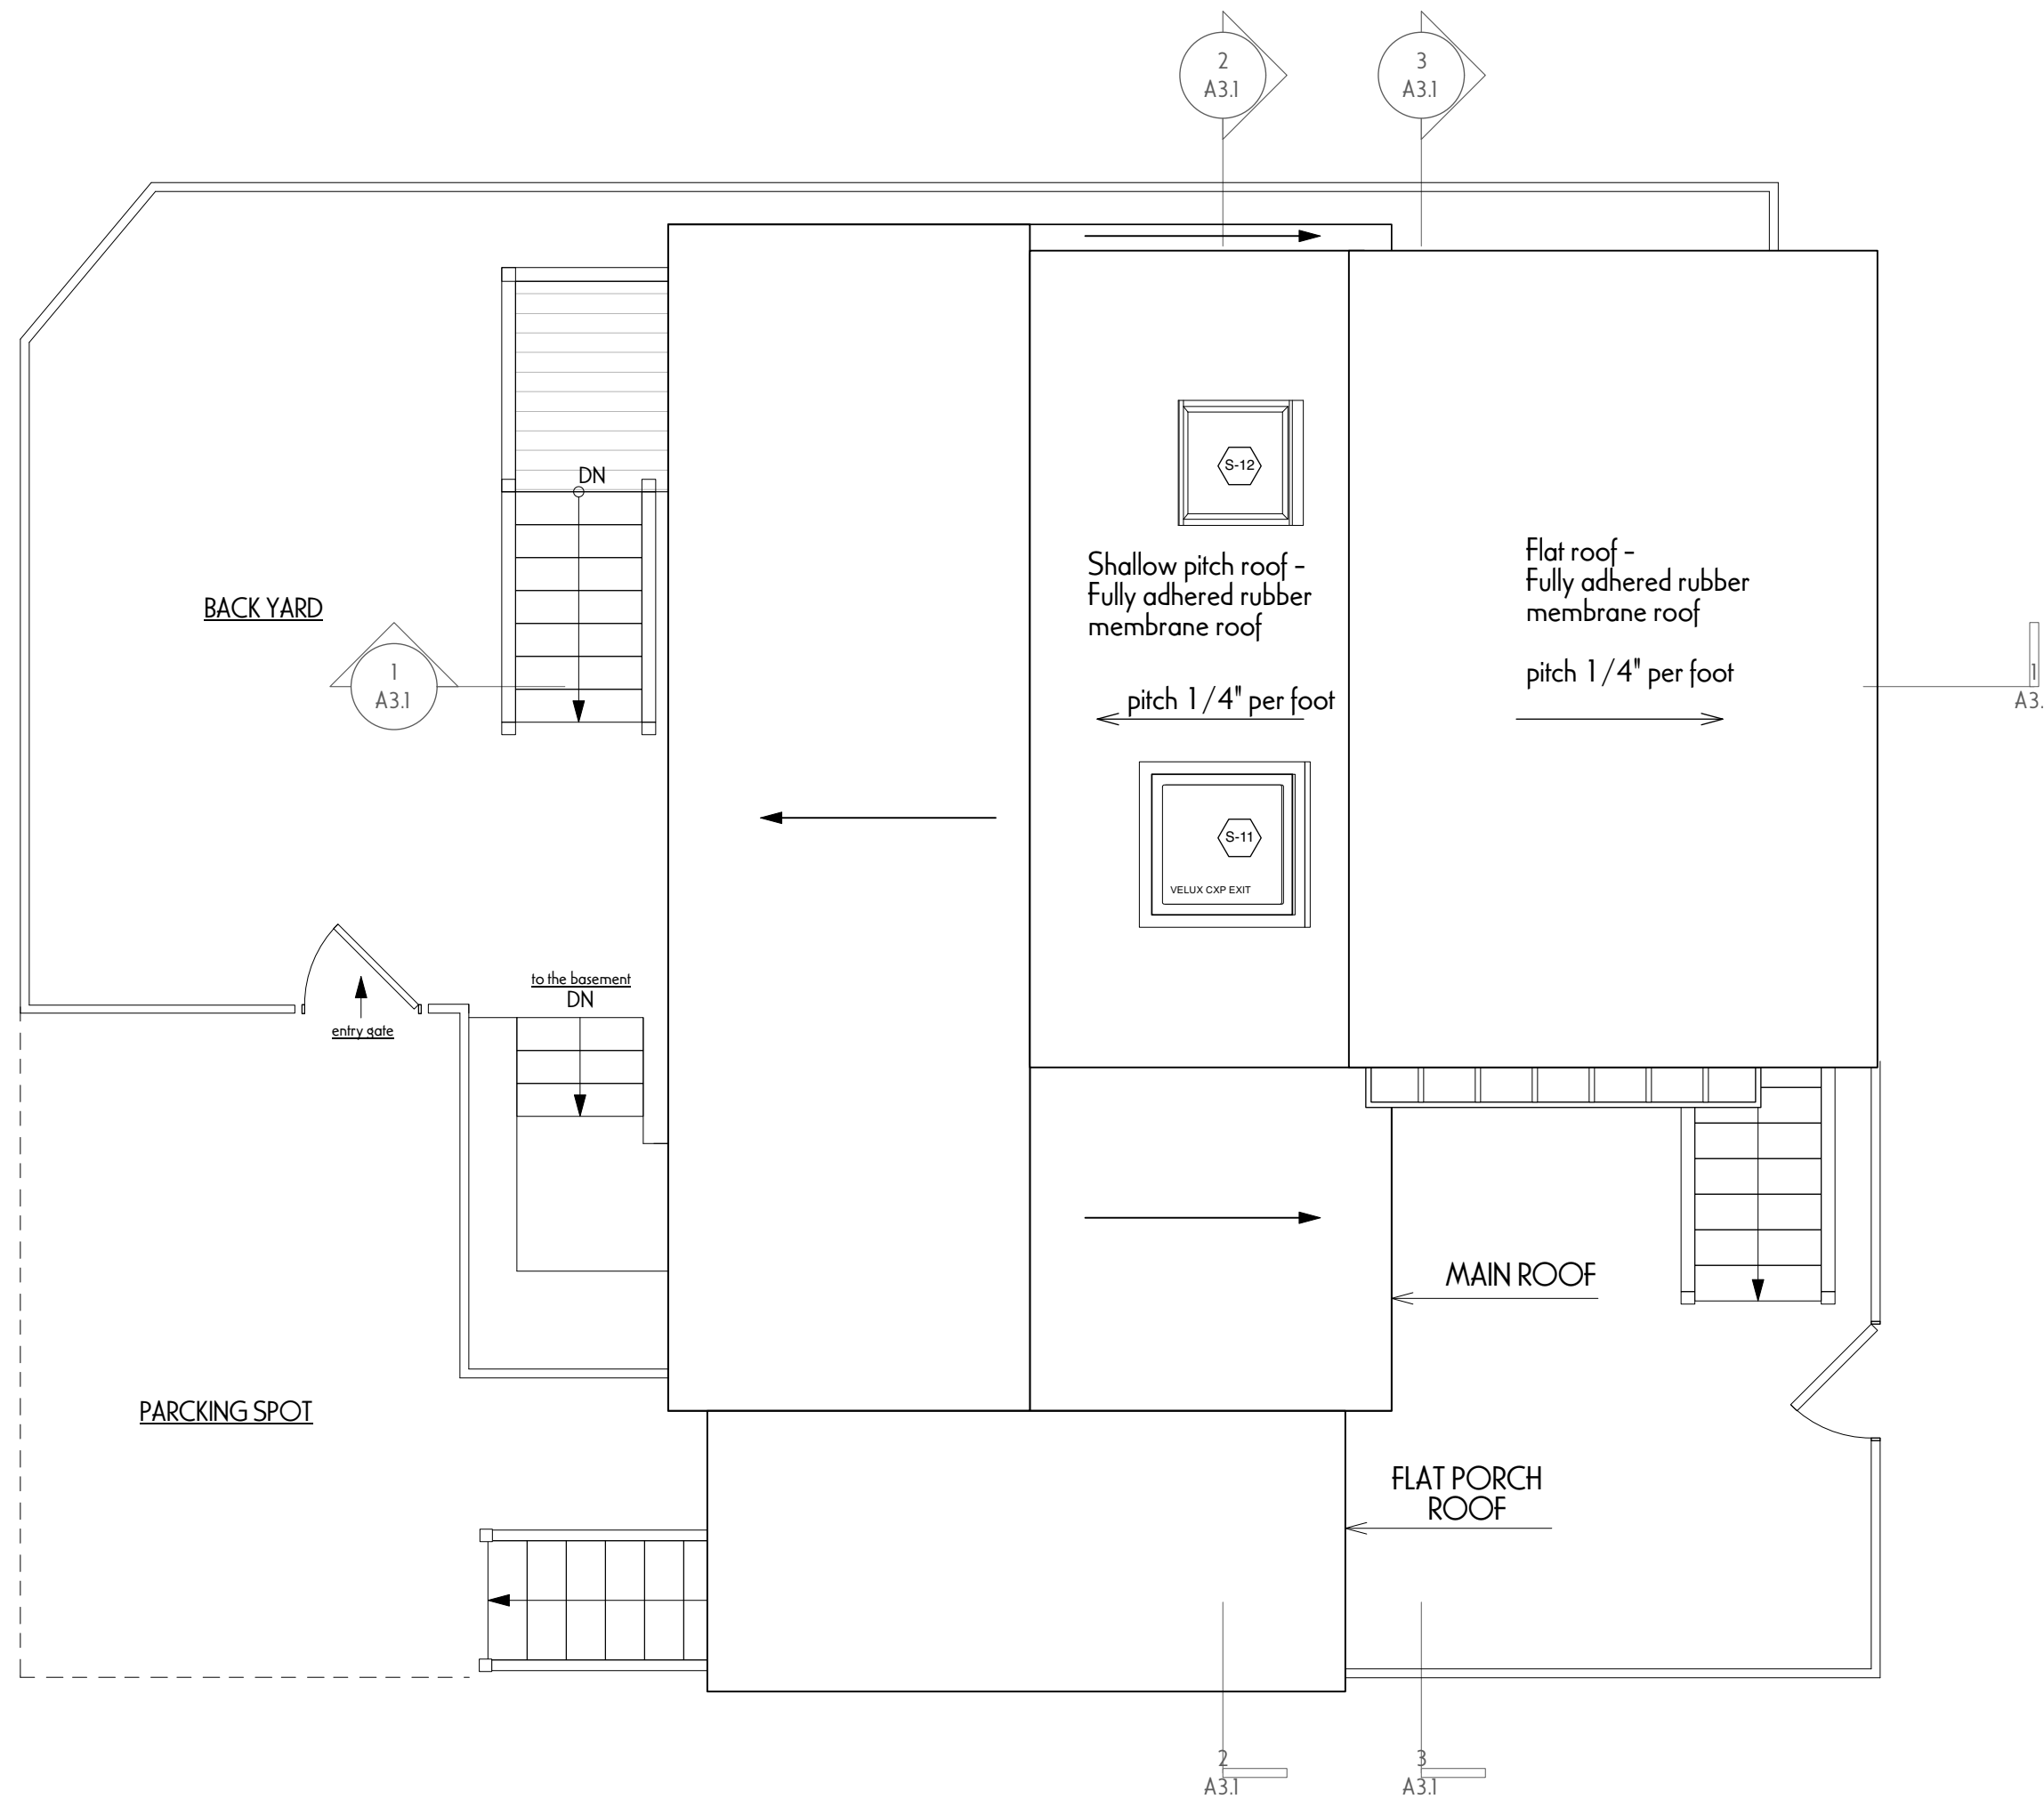 2
A3.1
3
A3.1
S-12
DN
Shallow pitch roof -
Fully adhered rubber
membrane roof
pitch 1/4" per foot
Flat roof -
Fully adhered rubber
membrane roof
pitch 1/4" per foot
BACK YARD
1
A3.1
1
A3.
S-11
VELUX CXP EXIT
to the basement
DN
entry gate
MAIN ROOF
PARCKING SPOT
FLAT PORCH
ROOF
2
A3.1
3
A3.1